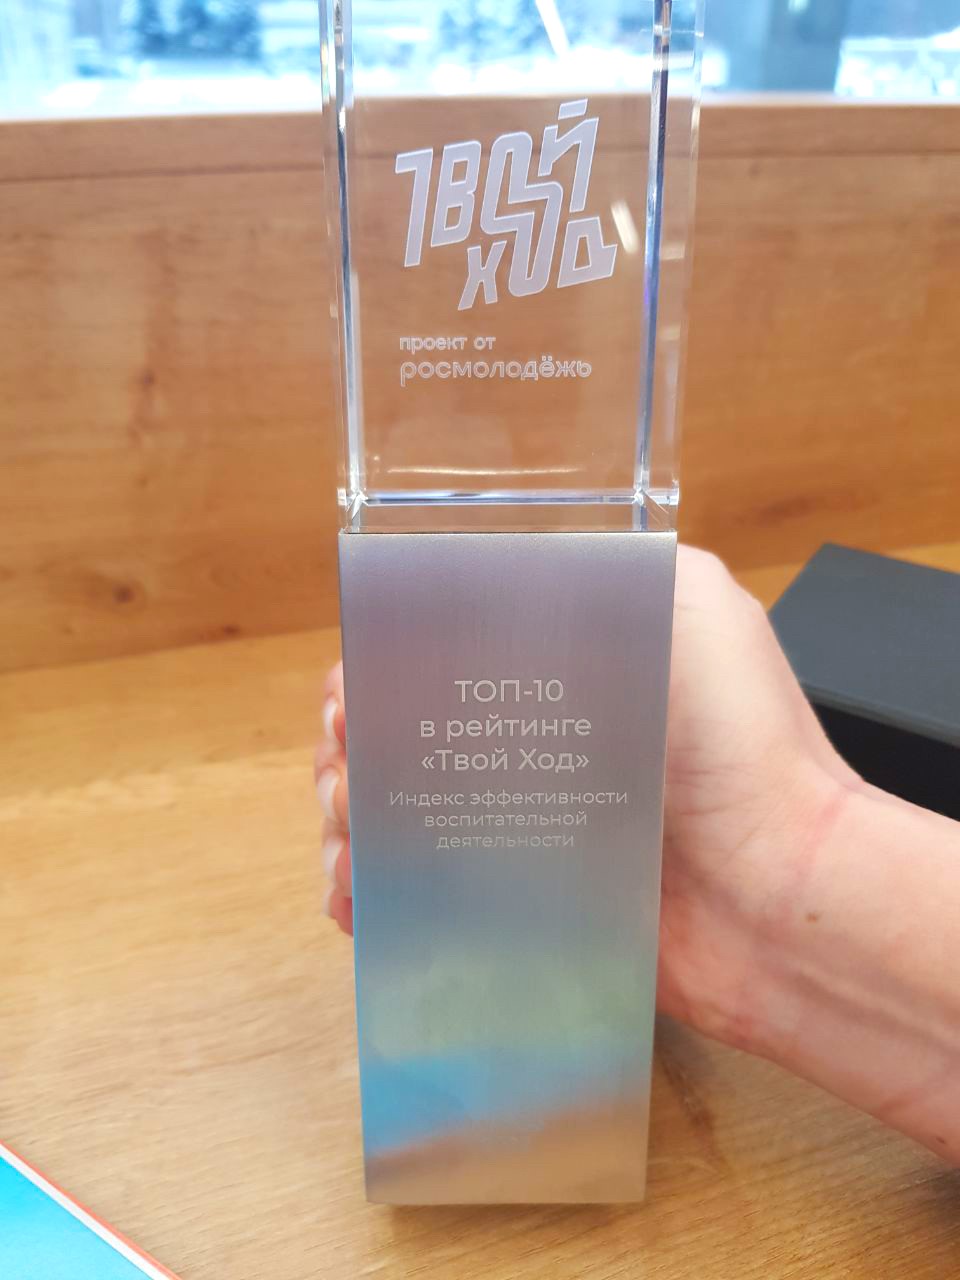 ТВОЙ
ХОД
проект от
росмолодёжь
ТОП-10
в рейтинге
«Твой Ход»
Индекс эффективности
воспитательной
деятельности